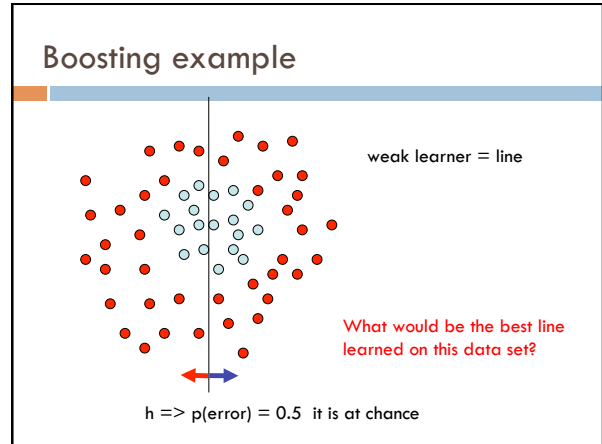 Boosting example
weak learner = line
What would be the best line
learned on this data set?
h => p(error) = 0.5 it is at chance